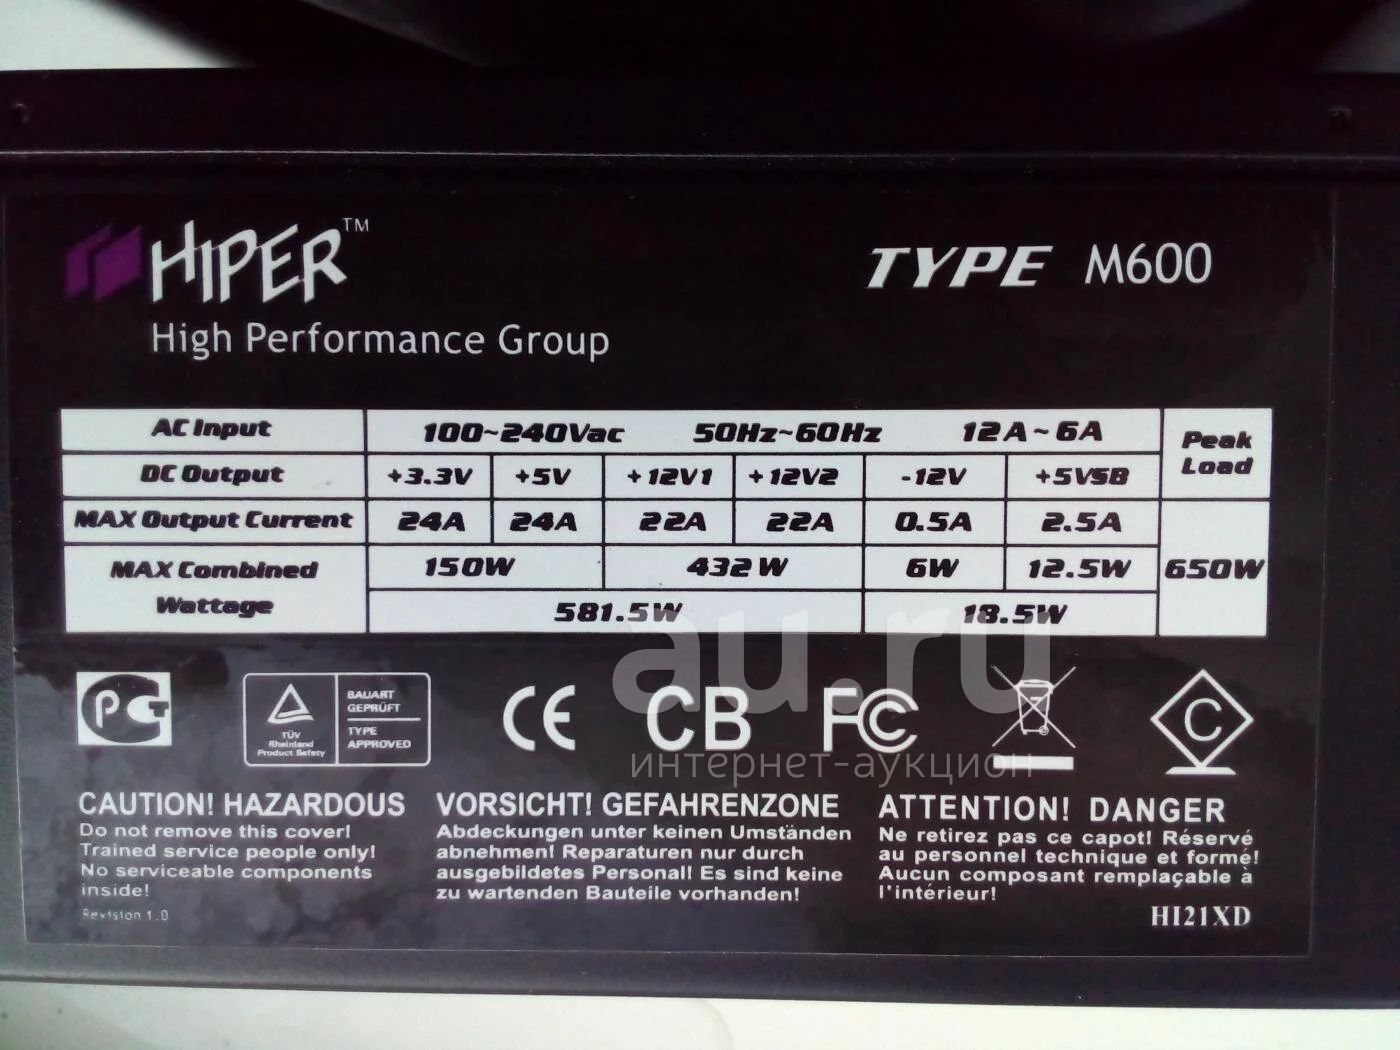 HIPER™
TYPE M600
High Performance Group
AC Input 100~240Vac 50Hz~60Hz 12A~6A Peak Load
DC Output +3.3V +5V +12V1 +12V2 -12V +5VSB
MAX Output Current 24A 24A 22A 22A 0.5A 2.5A 650W
MAX Combined Wattage 150W 432W 6W 12.5W
581.5W 18.5W
au.ru
интернет-аукцион
PG
TÜV
Rheinland
Product Safety
BAUART
GEPRÜFT
TYPE
APPROVED
CE CB FC C
CAUTION! HAZARDOUS
Do not remove this cover!
Trained service people only!
No serviceable components
inside!
Revision 1.0
VORSICHT! GEFAHRENZONE
Abdeckungen unter keinen Umständen
abnehmen! Reparaturen nur durch
ausgebildetes Personal! Es sind keine
zu wartenden Bauteile vorhanden!
ATTENTION! DANGER
Ne retirez pas ce capot! Réservé
au personnel technique et formé!
Aucun composant remplaçable à
l'intérieur!
HI21XD